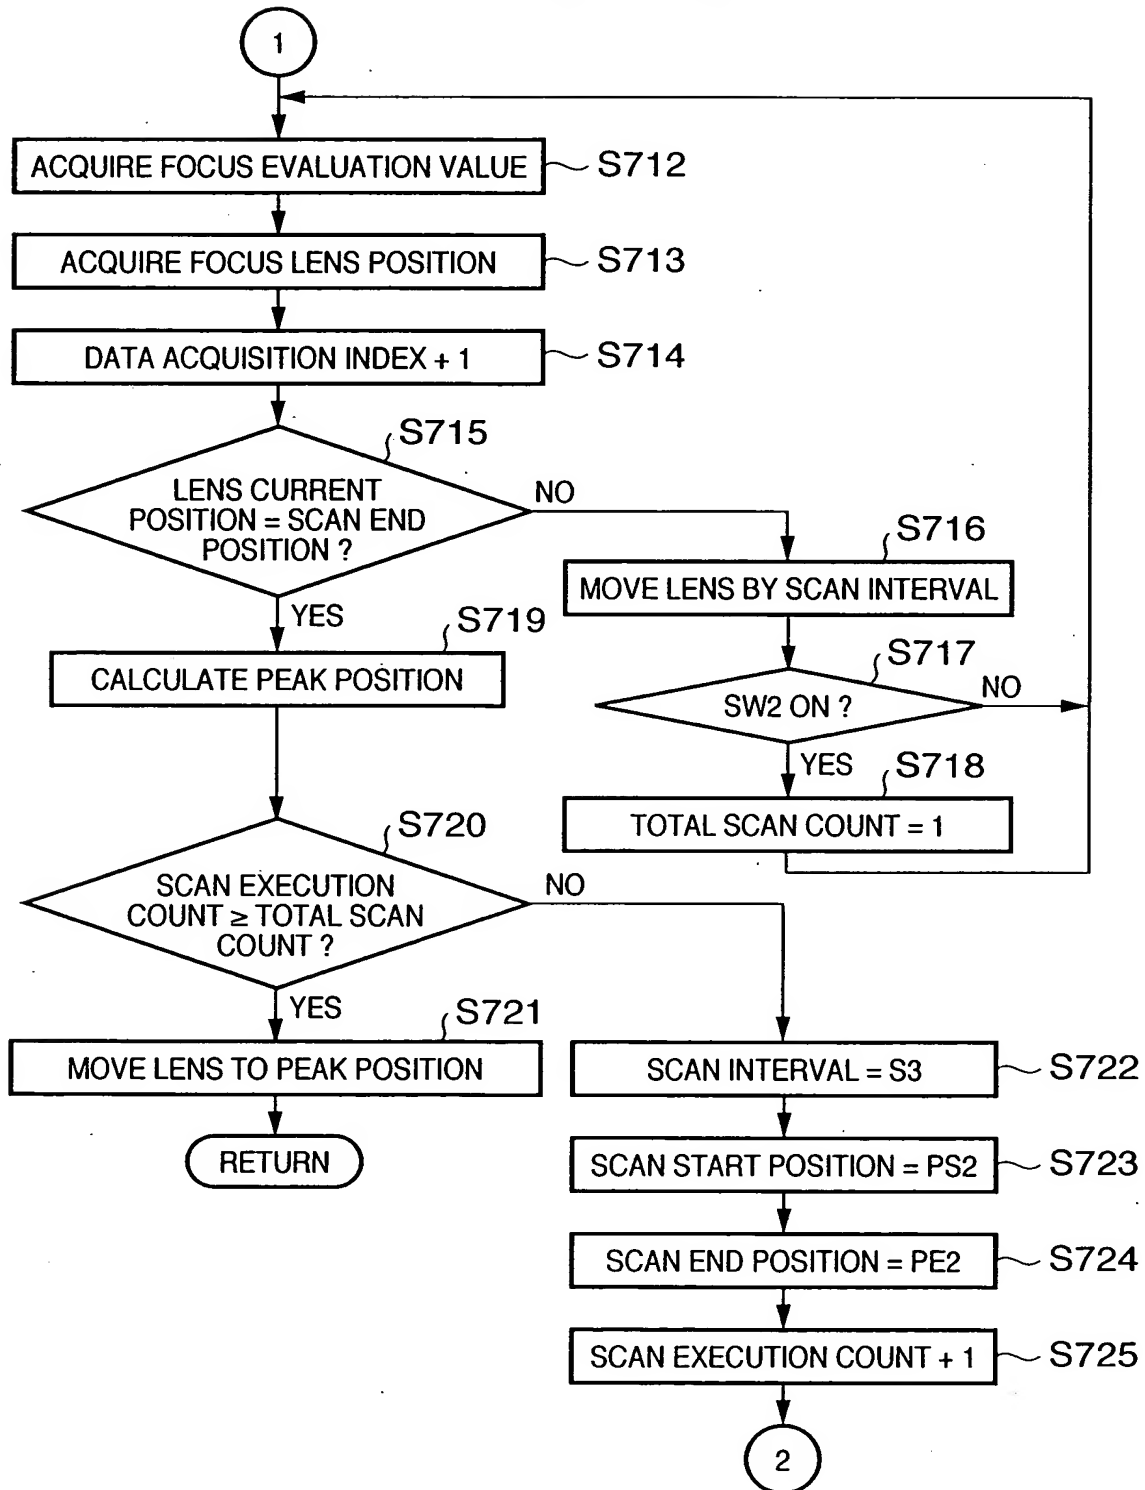 1
ACQUIRE FOCUS EVALUATION VALUE
S712
ACQUIRE FOCUS LENS POSITION
S713
DATA ACQUISITION INDEX + 1
S714
S715
LENS CURRENT
POSITION = SCAN END
POSITION ?
NO
YES
S716
MOVE LENS BY SCAN INTERVAL
S717
SW2 ON ?
NO
YES
S718
TOTAL SCAN COUNT = 1
S719
CALCULATE PEAK POSITION
S720
SCAN EXECUTION
COUNT ≥ TOTAL SCAN
COUNT ?
NO
YES
S721
MOVE LENS TO PEAK POSITION
RETURN
SCAN INTERVAL = S3
S722
SCAN START POSITION = PS2
S723
SCAN END POSITION = PE2
S724
SCAN EXECUTION COUNT + 1
S725
2